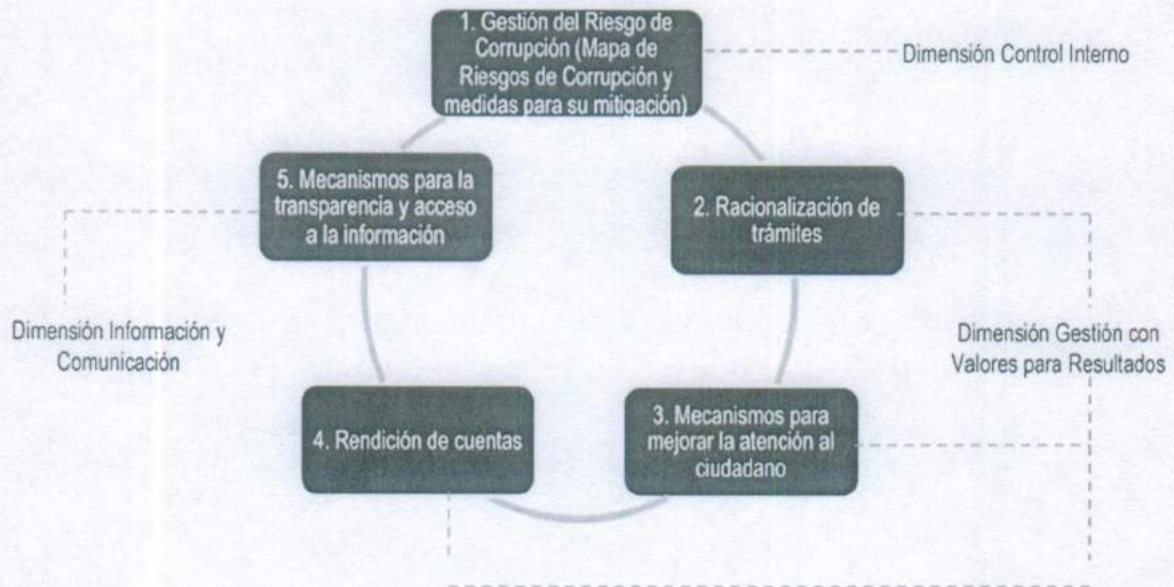 1. Gestión del Riesgo de
Corrupción (Mapa de
Riesgos de Corrupción y
medidas para su mitigación)
Dimensión Control Interno
5. Mecanismos para la
transparencia y acceso
a la información
2. Racionalización de
trámites
Dimensión Información y
Comunicación
Dimensión Gestión con
Valores para Resultados
4. Rendición de cuentas
3. Mecanismos para
mejorar la atención al
ciudadano